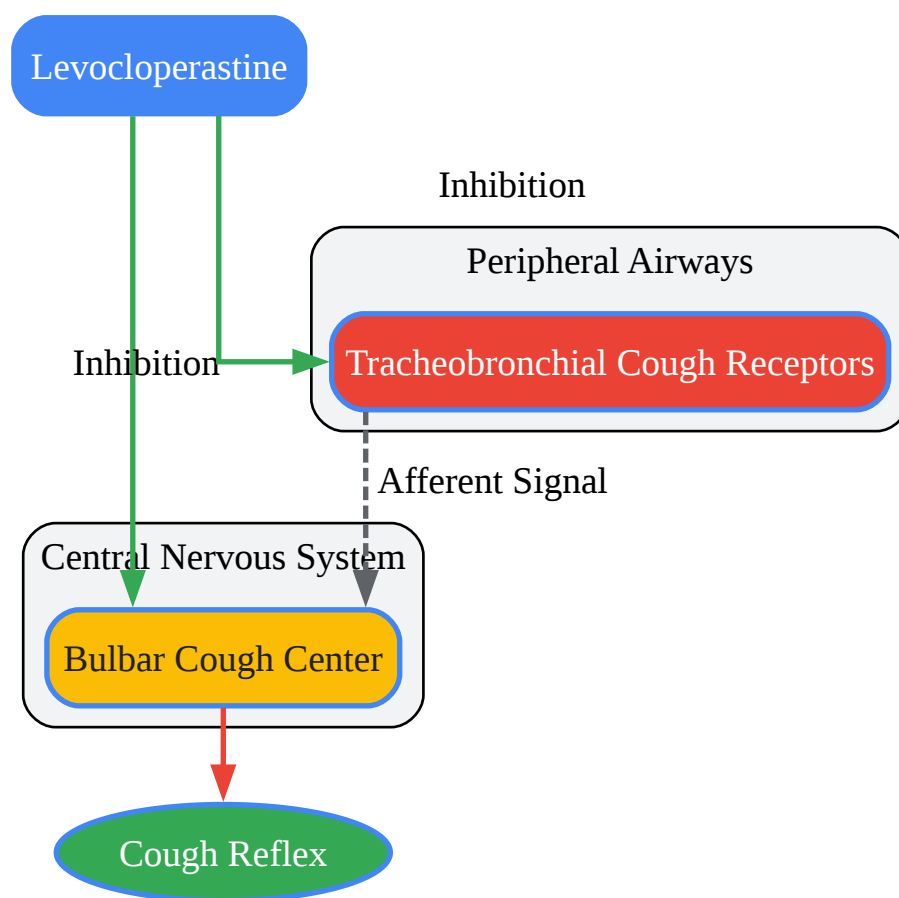 Levocloperastine
Inhibition
Peripheral Airways
Inhibition
Tracheobronchial Cough Receptors
Afferent Signal
Central Nervous System
Bulbar Cough Center
Cough Reflex